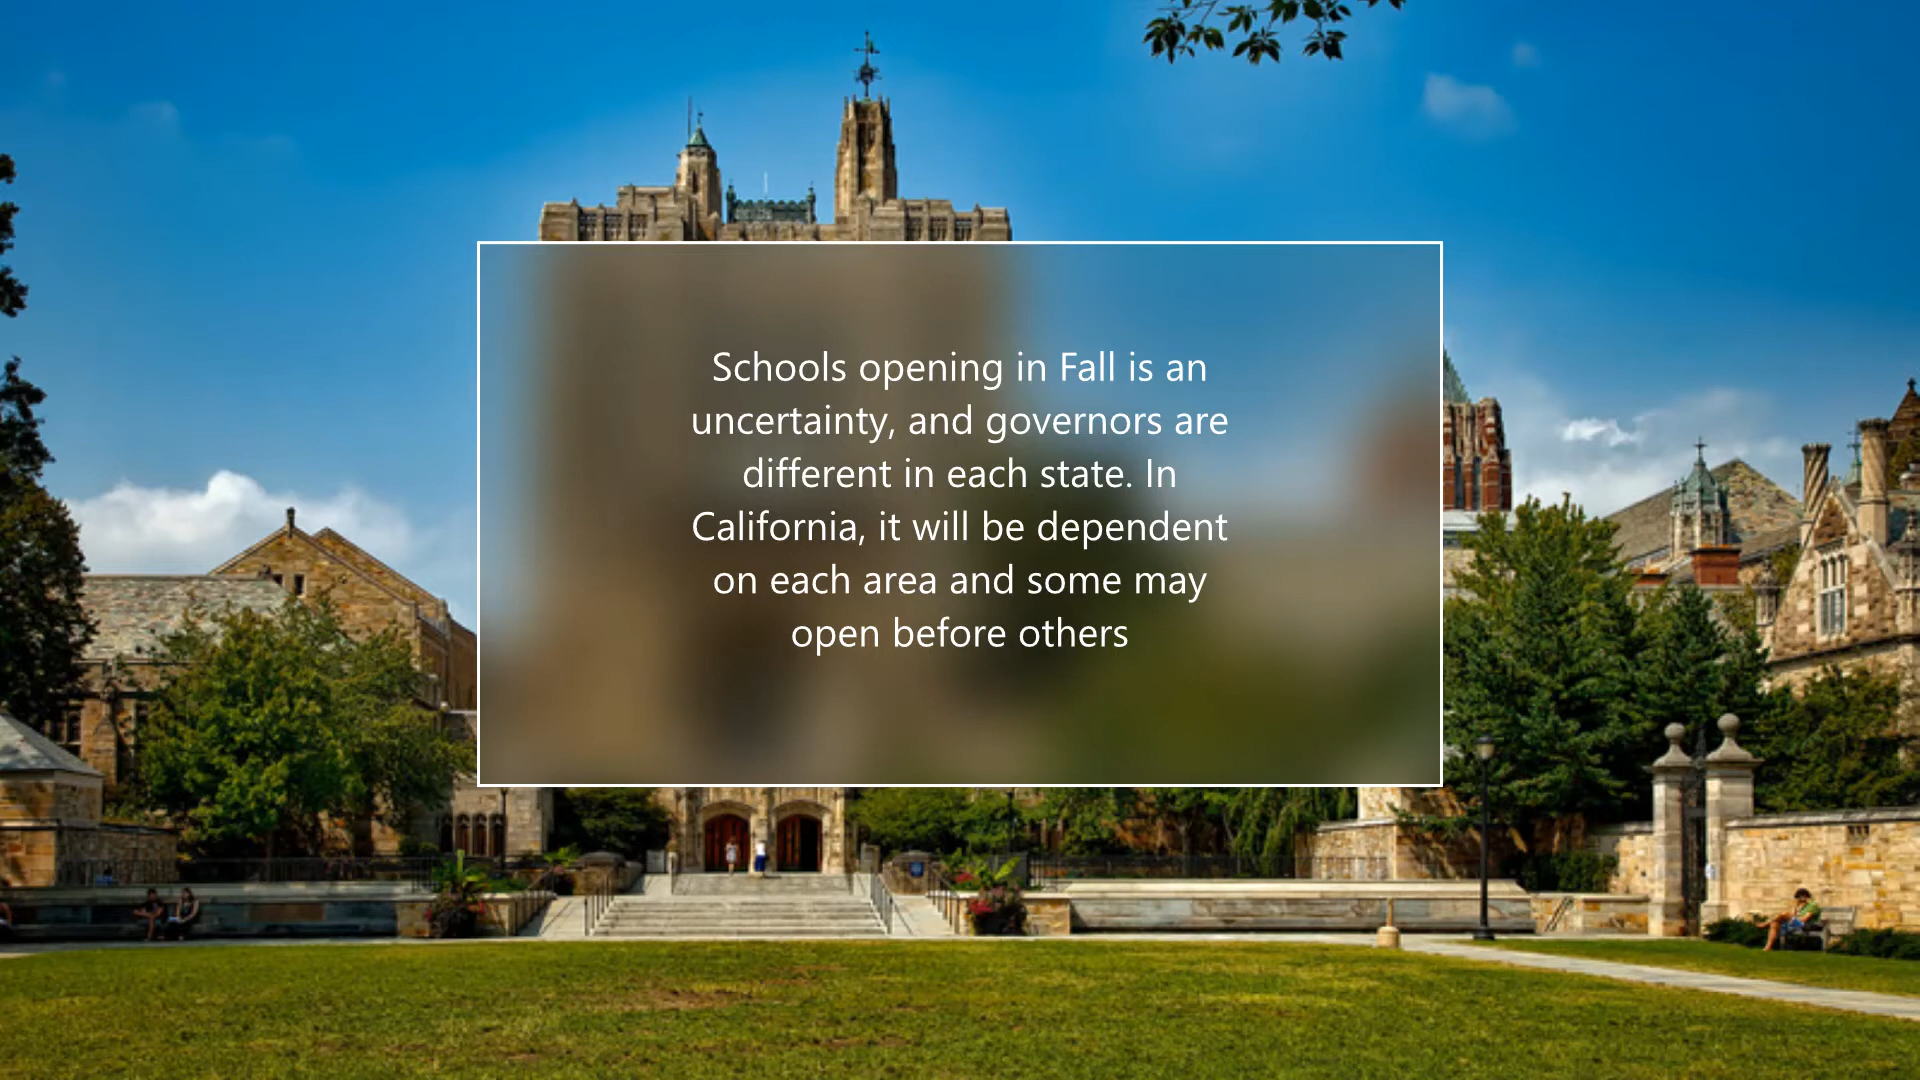 Schools opening in Fall is an
uncertainty, and governors are
different in each state. In
California, it will be dependent
on each area and some may
open before others